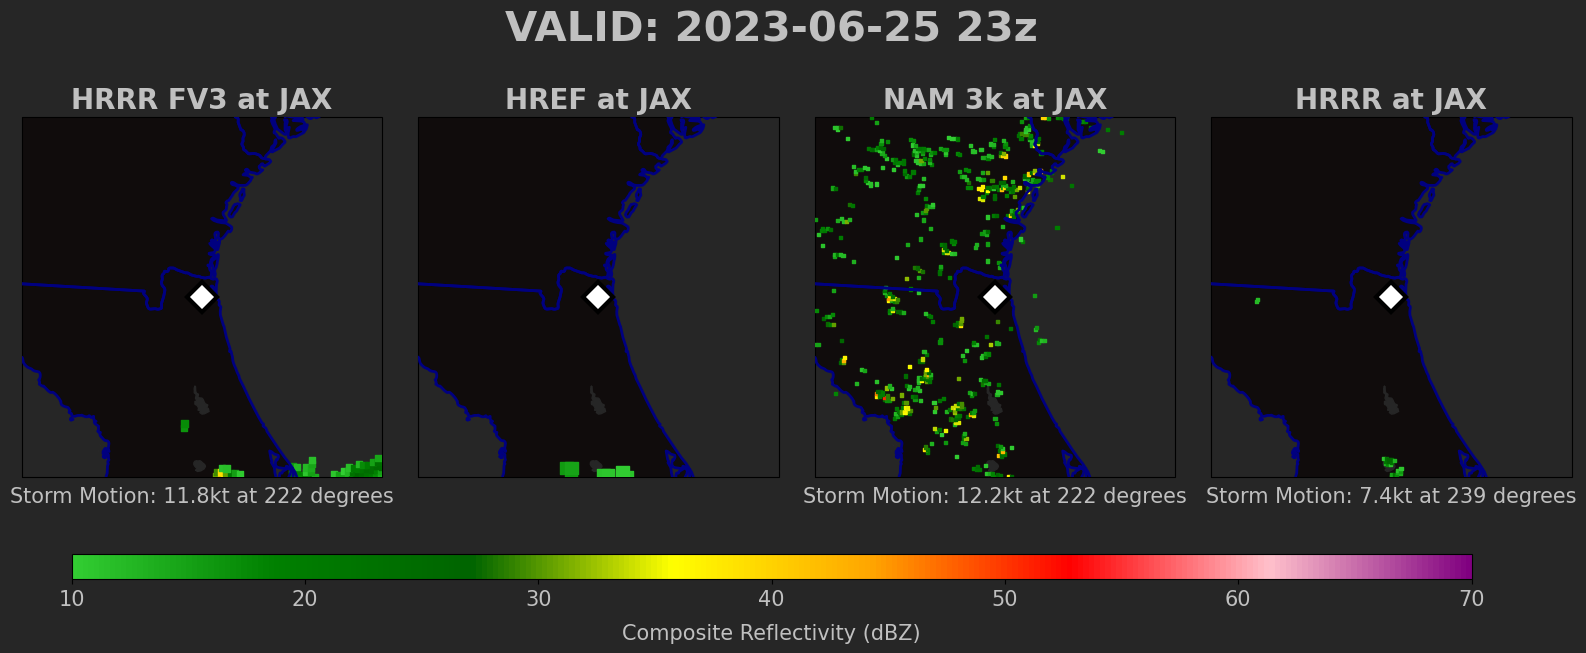 VALID: 2023-06-25 23z
HRRR FV3 at JAX
HREF at JAX
NAM 3k at JAX
HRRR at JAX
Storm Motion: 11.8kt at 222 degrees
Storm Motion: 12.2kt at 222 degrees
Storm Motion: 7.4kt at 239 degrees
10 20 30 40 50 60 70
Composite Reflectivity (dBZ)